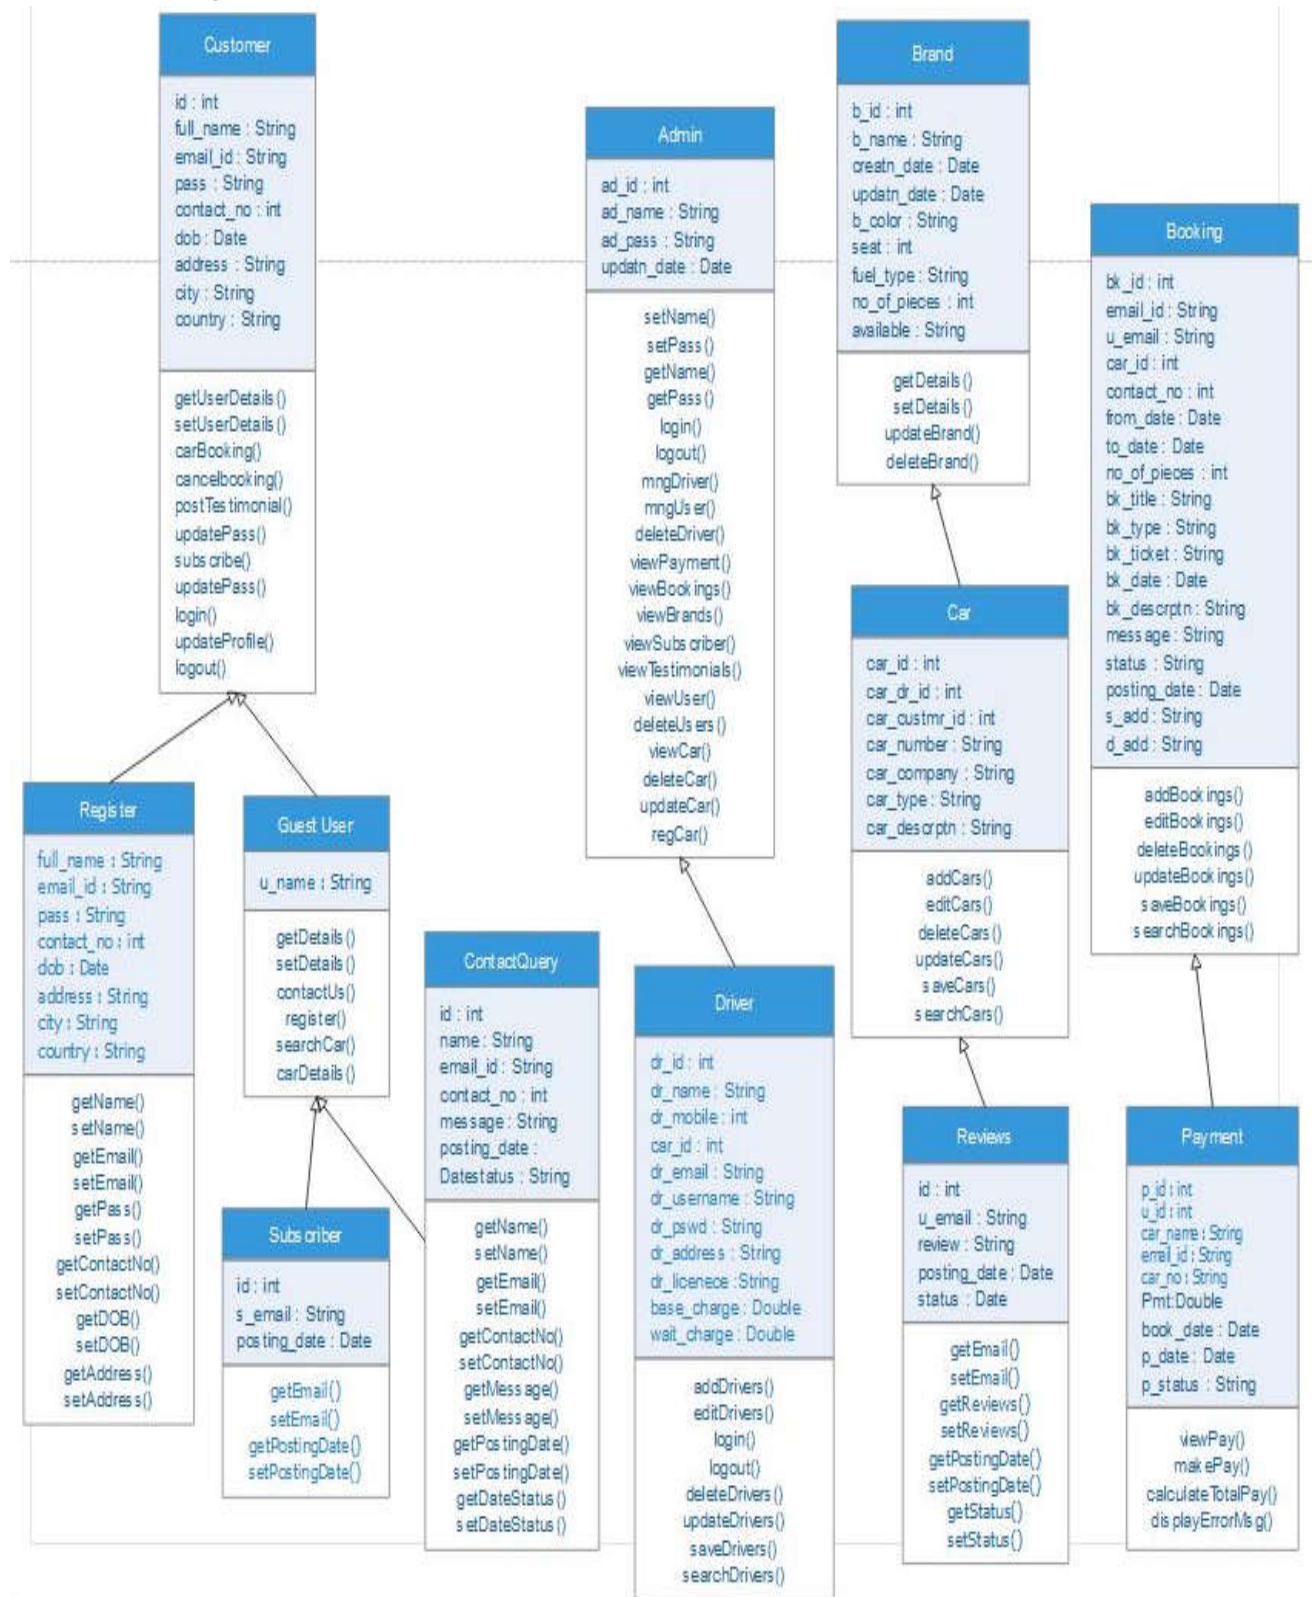 Customer
id : int
full_name : String
email_id : String
pass : String
contact_no : int
dob : Date
address : String
city : String
country : String
getUserDetails()
setUserDetails()
carBooking()
cancelbooking()
postTestimonial()
updatePass()
subscribe()
updatePass()
login()
updateProfile()
logout()
Admin
ad_id : int
ad_name : String
ad_pass : String
updatn_date : Date
setName()
setPass()
getName()
getPass()
login()
logout()
mngDriver()
mngUser()
deleteDriver()
viewPayment()
viewBookings()
viewBrands()
viewSubscriber()
viewTestimonials()
viewUser()
deleteUsers()
viewCar()
deleteCar()
updateCar()
regCar()
Brand
b_id : int
b_name : String
creatn_date : Date
updatn_date : Date
b_color : String
seat : int
fuel_type : String
no_of_pieces : int
available : String
getDetails()
setDetails()
updateBrand()
deleteBrand()
Booking
bk_id : int
email_id : String
u_email : String
car_id : int
contact_no : int
from_date : Date
to_date : Date
no_of_pieces : int
bk_title : String
bk_type : String
bk_ticket : String
bk_date : Date
bk_descrptn : String
message : String
status : String
posting_date : Date
s_add : String
d_add : String
addBookings()
editBookings()
deleteBookings()
updateBookings()
saveBookings()
searchBookings()
Car
car_id : int
car_dr_id : int
car_custmr_id : int
car_number : String
car_company : String
car_type : String
car_descrptn : String
addCars()
editCars()
deleteCars()
updateCars()
saveCars()
searchCars()
Register
full_name : String
email_id : String
pass : String
contact_no : int
dob : Date
address : String
city : String
country : String
getName()
setName()
getEmail()
setEmail()
getPass()
setPass()
getContactNo()
setContactNo()
getDOB()
setDOB()
getAddress()
setAddress()
Guest User
u_name : String
getDetails()
setDetails()
contactUs()
register()
searchCar()
carDetails()
Subscriber
id : int
s_email : String
posting_date : Date
getEmail()
setEmail()
getPostingDate()
setPostingDate()
ContactQuery
id : int
name : String
email_id : String
contact_no : int
message : String
posting_date :
Datestatus : String
getName()
setName()
getEmail()
setEmail()
getContactNo()
setContactNo()
getMessage()
setMessage()
getPostingDate()
setPostingDate()
getDateStatus()
setDateStatus()
Driver
dr_id : int
dr_name : String
dr_mobile : int
car_id : int
dr_email : String
dr_username : String
dr_pswd : String
dr_address : String
dr_licenece :String
base_charge : Double
wait_charge : Double
addDrivers()
editDrivers()
login()
logout()
deleteDrivers()
updateDrivers()
saveDrivers()
searchDrivers()
Reviews
id : int
u_email : String
review : String
posting_date : Date
status : Date
getEmail()
setEmail()
getReviews()
setReviews()
getPostingDate()
setPostingDate()
getStatus()
setStatus()
Payment
p_id : int
u_id : int
car_name : String
email_id : String
car_no : String
Pmt:Double
book_date : Date
p_date : Date
p_status : String
viewPay()
makePay()
calculateTotalPay()
displayErrorMsg()